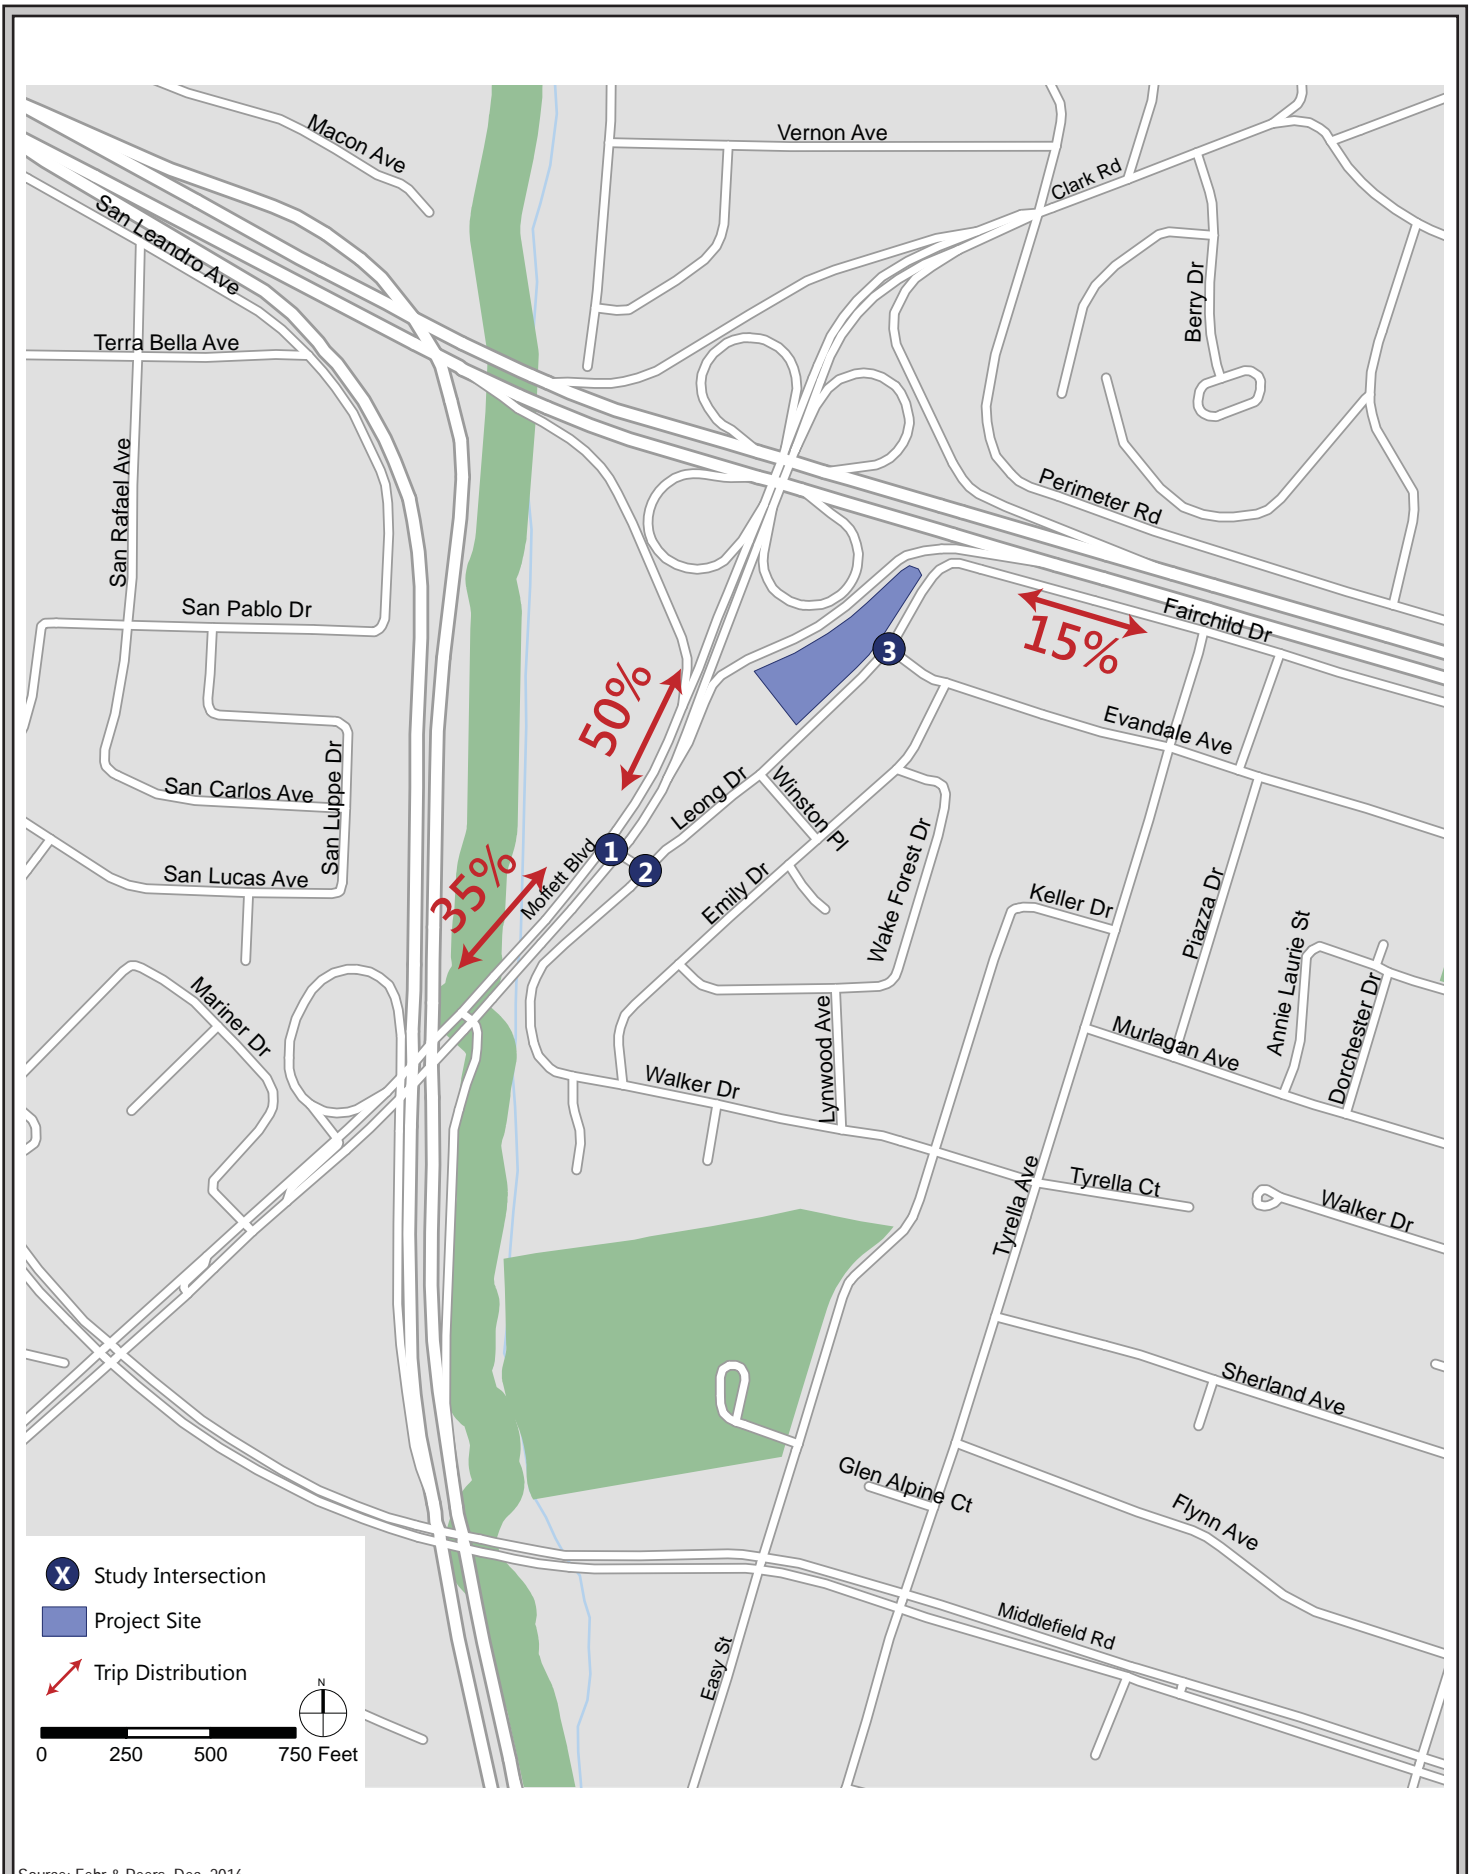 Macon Ave
Vernon Ave
Clark Rd
San Leandro Ave
Berry Dr
Terra Bella Ave
San Rafael Ave
Perimeter Rd
San Pablo Dr
Fairchild Dr
15%
3
50%
Evandale Ave
San Luppe Dr
San Carlos Ave
Leong Dr
Winston Pl
Wake Forest Dr
1
2
35%
Moffett Blvd
San Lucas Ave
Emily Dr
Keller Dr
Piazza Dr
Annie Laurie St
Dorchester Dr
Mariner Dr
Lynwood Ave
Murlagan Ave
Walker Dr
Tyrella Ave
Tyrella Ct
Walker Dr
Sherland Ave
Glen Alpine Ct
Flynn Ave
Middlefield Rd
Easy St
X Study Intersection
Project Site
Trip Distribution
N
0 250 500 750 Feet
Source: Fehr & Peers, Dec. 2016